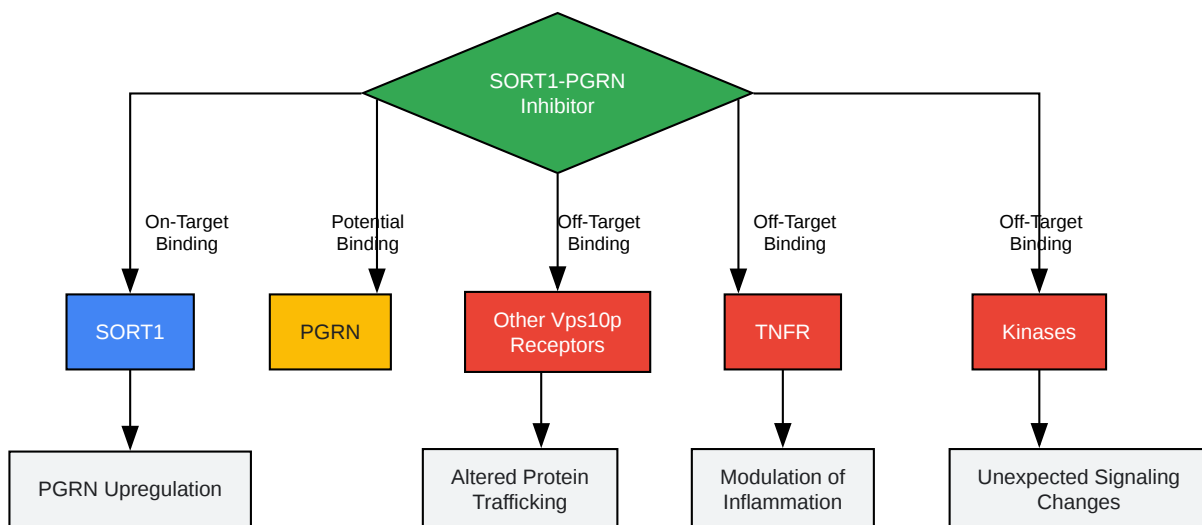 SORT1-PGRN
Inhibitor
On-Target
Binding
Potential
Binding
Off-Target
Binding
Off-Target
Binding
Off-Target
Binding
SORT1
PGRN
Other Vps10p
Receptors
TNFR
Kinases
PGRN Upregulation
Altered Protein
Trafficking
Modulation of
Inflammation
Unexpected Signaling
Changes